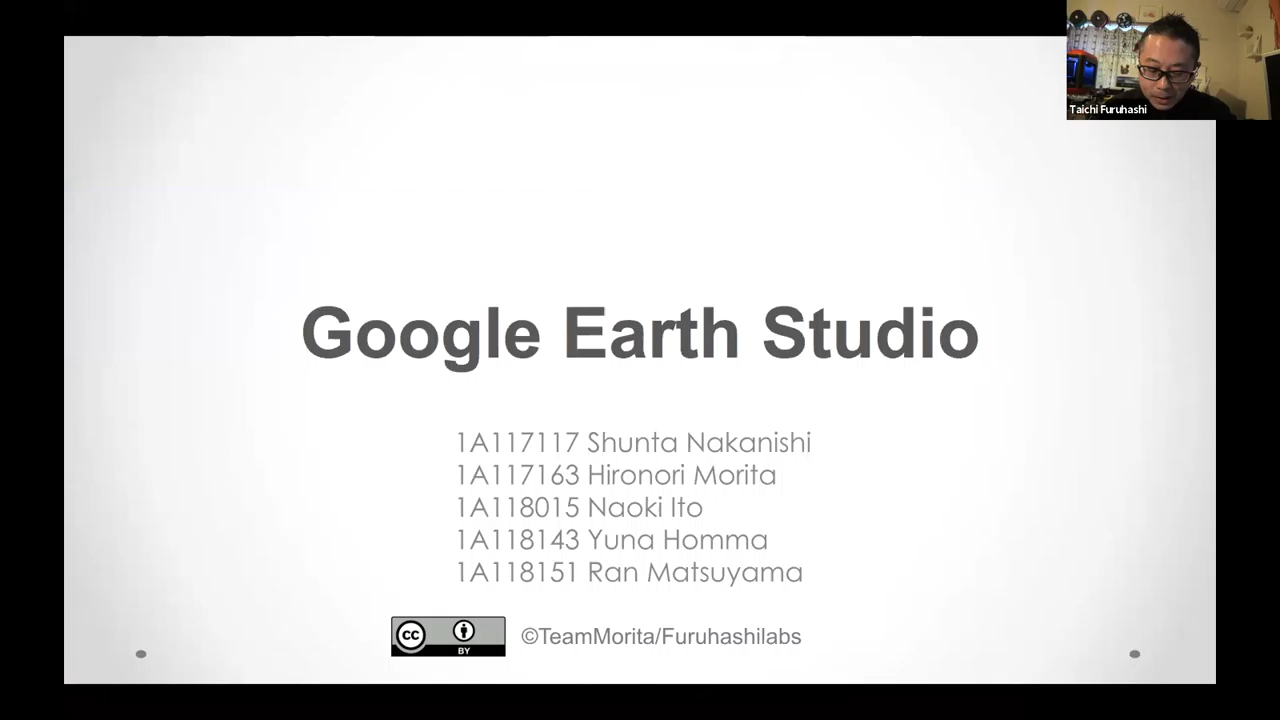 Taichi Furuhashi
Google Earth Studio
1A117117 Shunta Nakanishi
1A117163 Hironori Morita
1A118015 Naoki Ito
1A118143 Yuna Homma
1A118151 Ran Matsuyama
cc
BY
©TeamMorita/Furuhashilabs